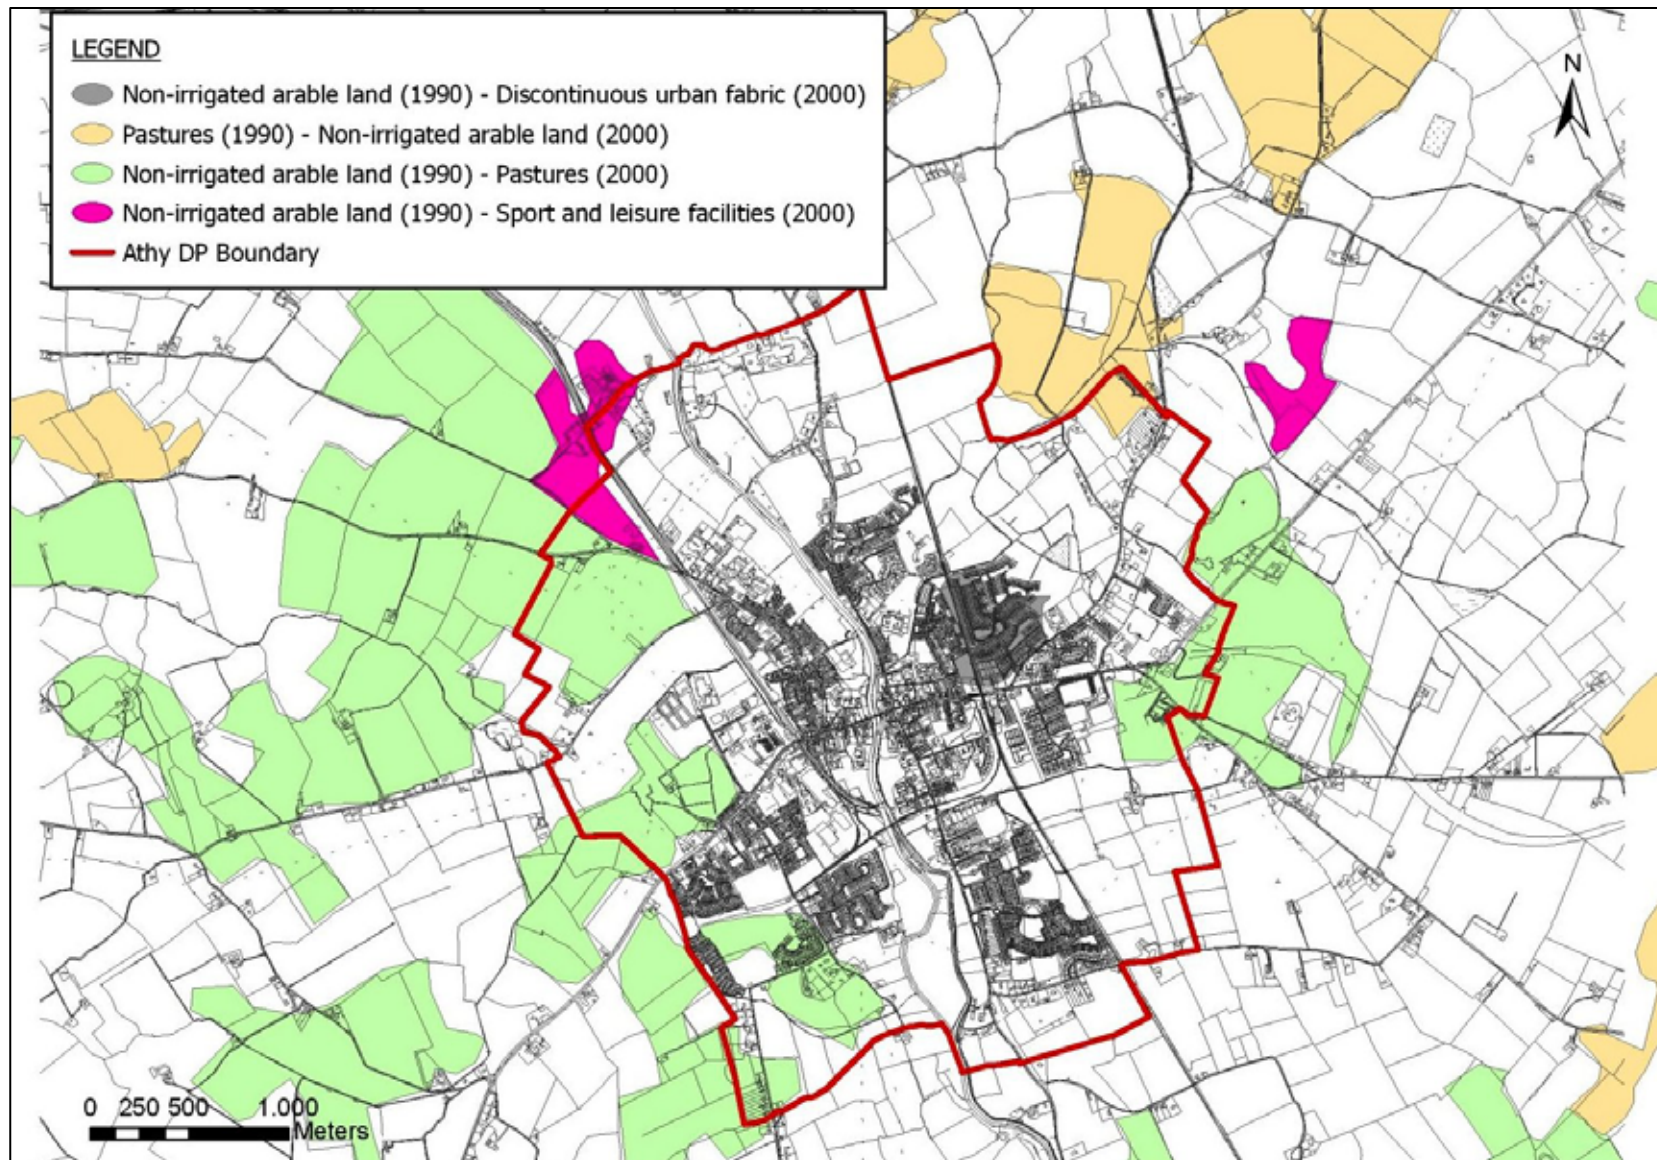 LEGEND
Non-irrigated arable land (1990) - Discontinuous urban fabric (2000)
Pastures (1990) - Non-irrigated arable land (2000)
Non-irrigated arable land (1990) - Pastures (2000)
Non-irrigated arable land (1990) - Sport and leisure facilities (2000)
Athy DP Boundary
N
0 250 500 1.000
Meters